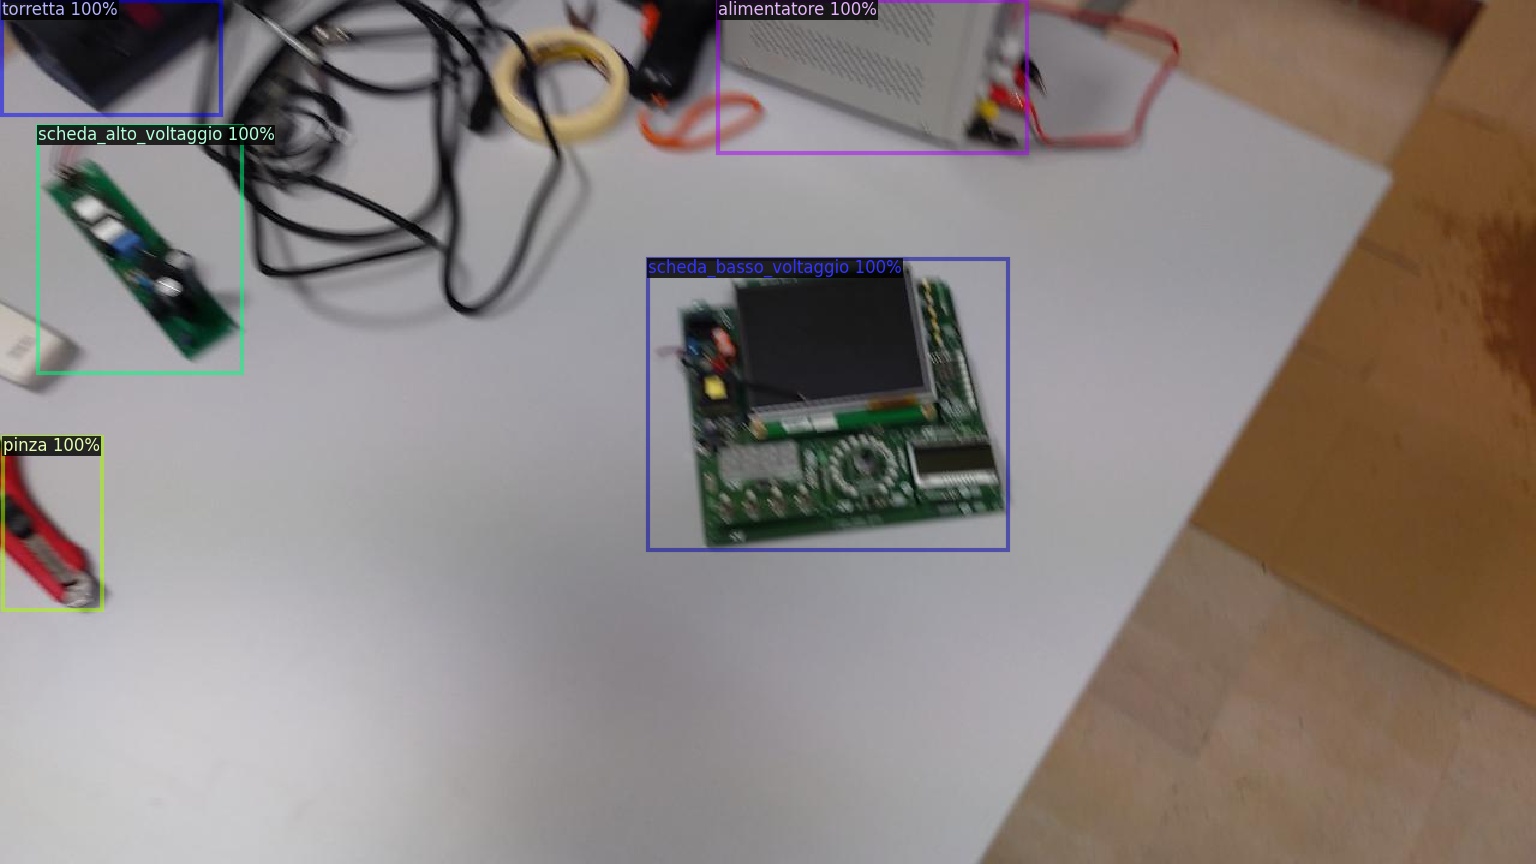 torretta 100%
alimentatore 100%
scheda_alto_voltaggio 100%
scheda_basso_voltaggio 100%
pinza 100%